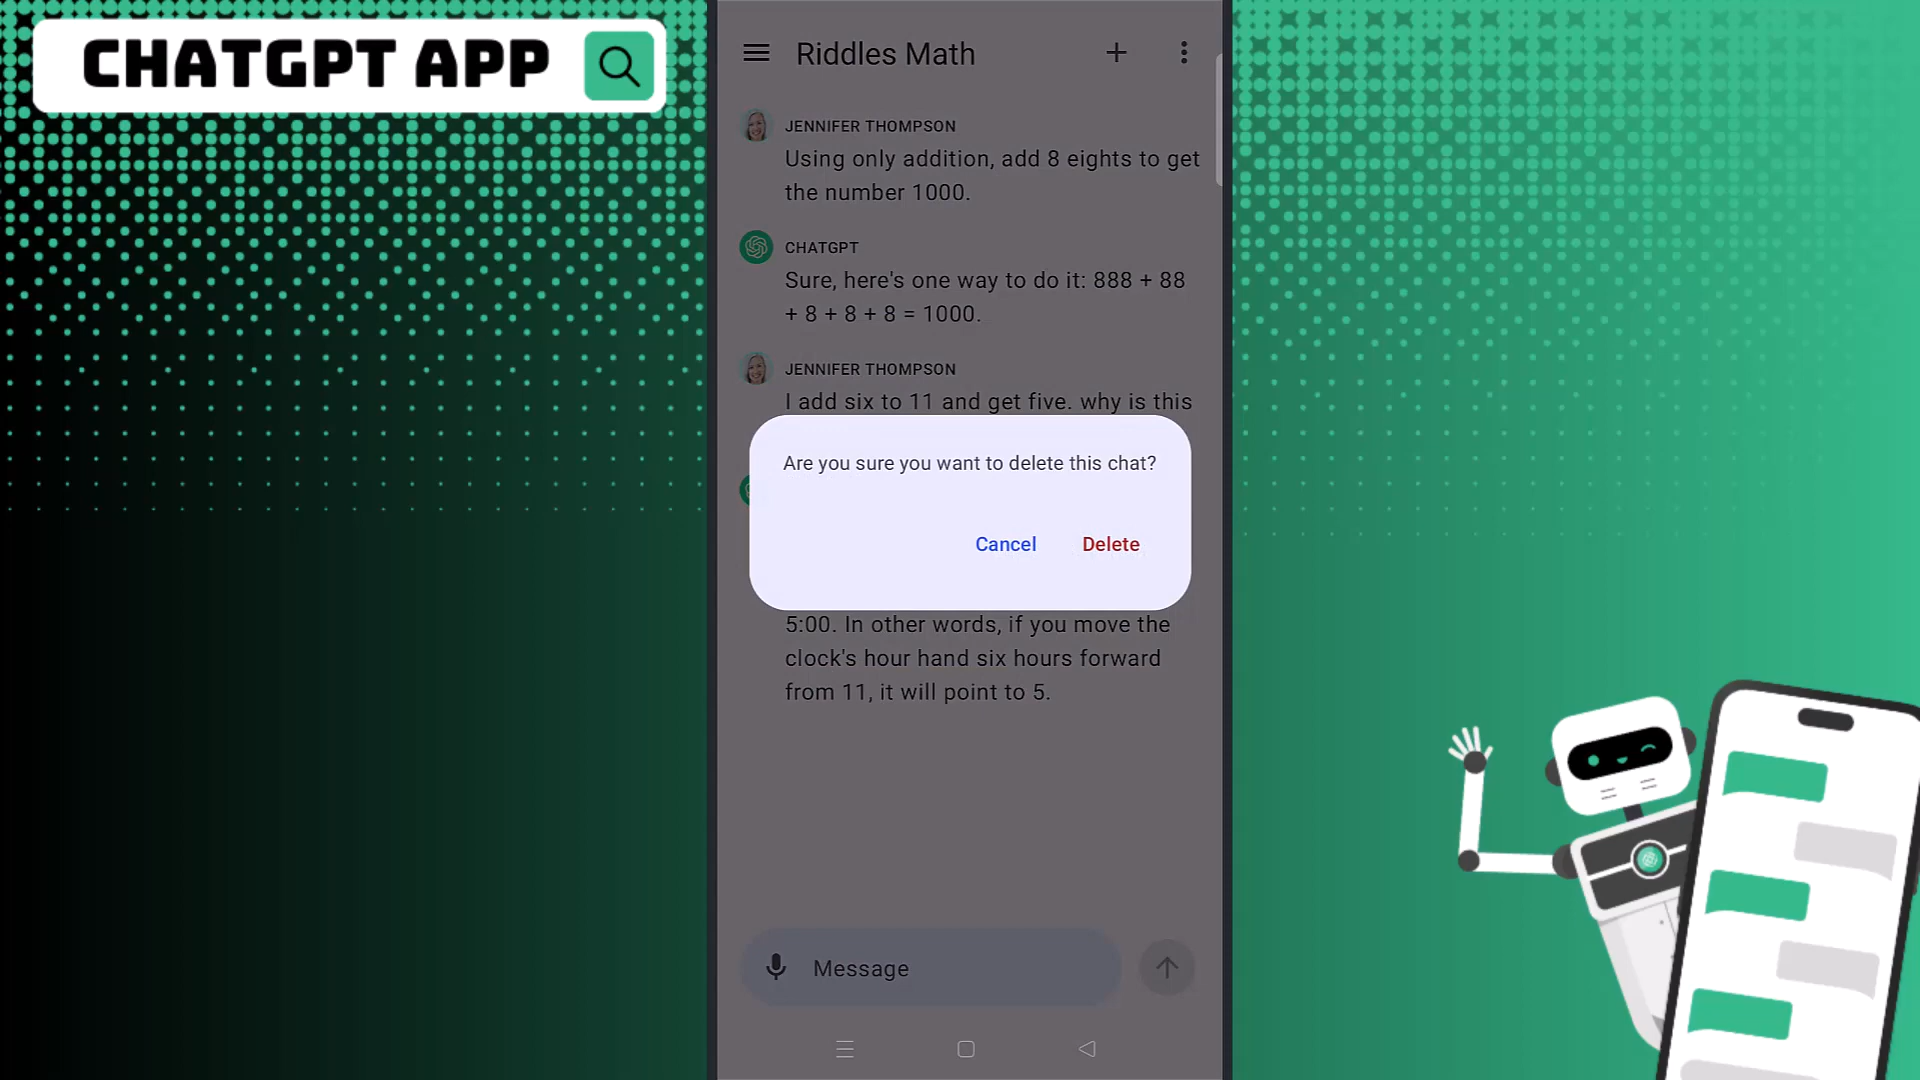 CHATGPT APP
Riddles Math
JENNIFER THOMPSON
Using only addition, add 8 eights to get
the number 1000.
CHATGPT
Sure, here's one way to do it: 888 + 88
+ 8 + 8 + 8 = 1000.
JENNIFER THOMPSON
I add six to 11 and get five. why is this
Are you sure you want to delete this chat?
Cancel
Delete
5:00. In other words, if you move the
clock's hour hand six hours forward
from 11, it will point to 5.
Message